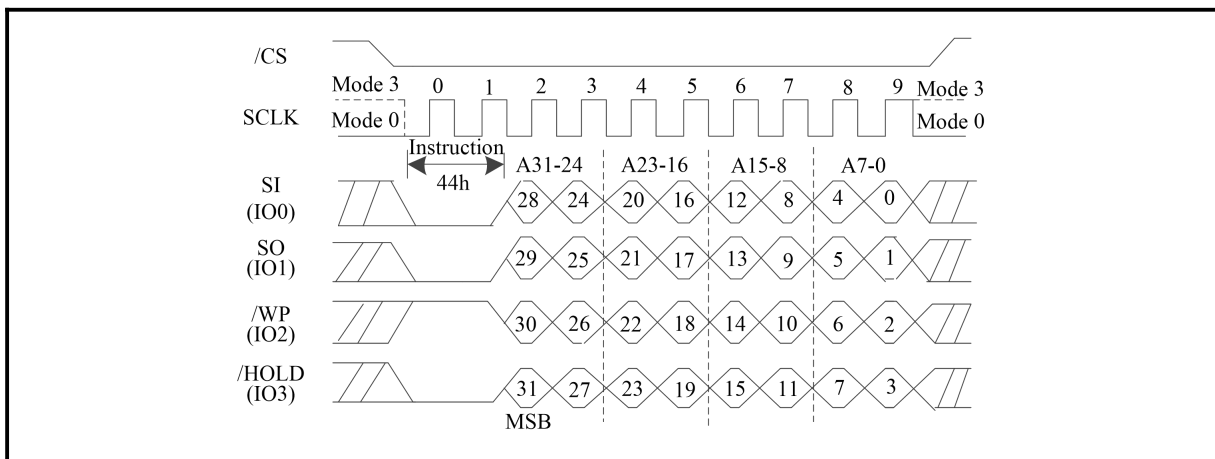 /CS
Mode 3 0 1 2 3 4 5 6 7 8 9 Mode 3
SCLK Mode 0 Mode 0
Instruction
44h
A31-24 A23-16 A15-8 A7-0
SI
(IO0)
28 24 20 16 12 8 4 0
SO
(IO1)
29 25 21 17 13 9 5 1
/WP
(IO2)
30 26 22 18 14 10 6 2
/HOLD
(IO3)
31 27 23 19 15 11 7 3
MSB